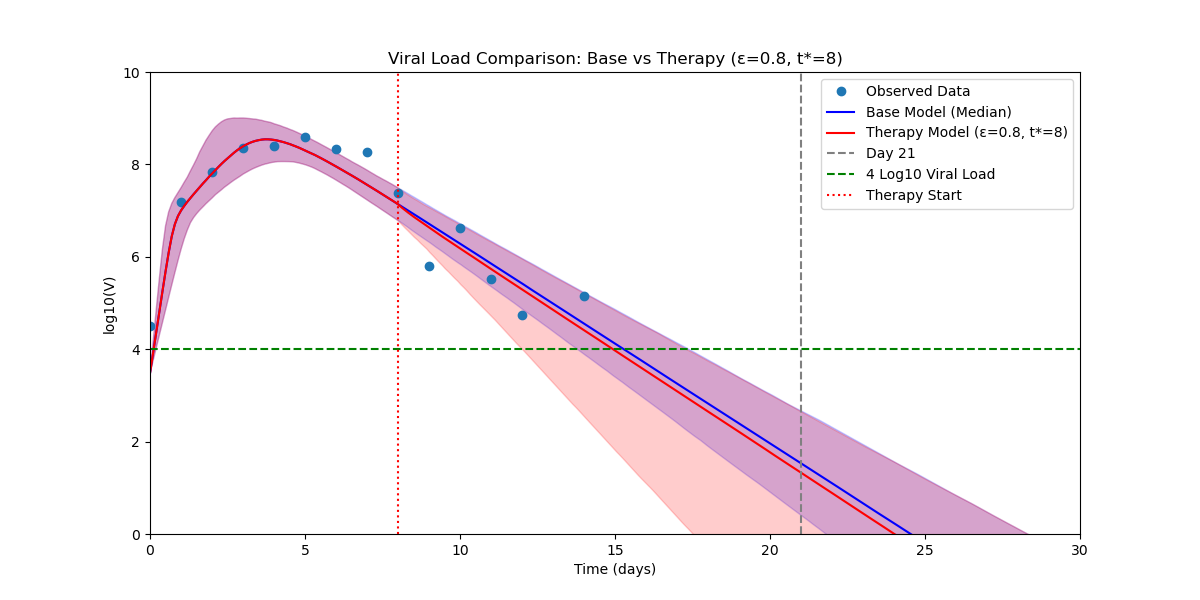 Viral Load Comparison: Base vs Therapy (ε=0.8, t*=8)
Observed Data
Base Model (Median)
Therapy Model (ε=0.8, t*=8)
Day 21
4 Log10 Viral Load
Therapy Start
log10(V)
10
8
6
4
2
0
0 5 10 15 20 25 30
Time (days)